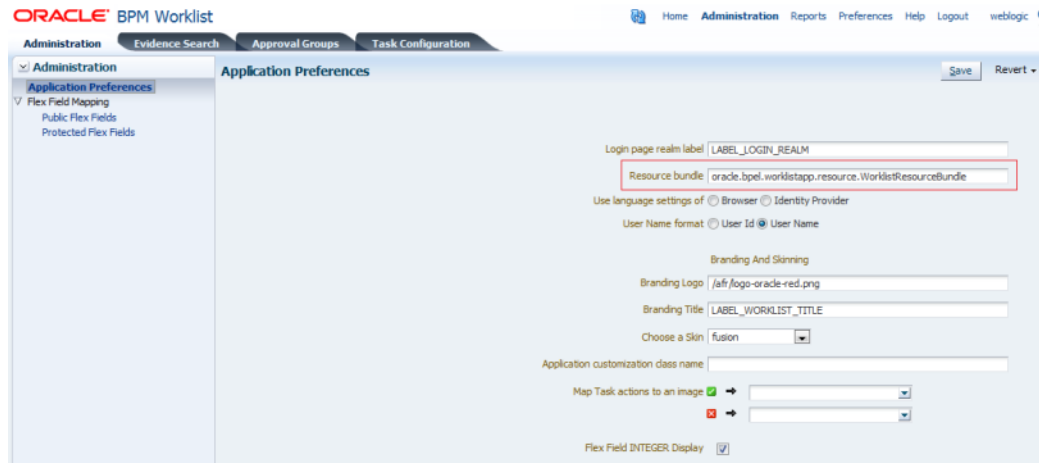 ORACLE BPM Worklist
Home Administration Reports Preferences Help Logout weblogic
Administration Evidence Search Approval Groups Task Configuration
Administration
Application Preferences
Flex Field Mapping
Public Flex Fields
Protected Flex Fields
Application Preferences
Save Revert
Login page realm label LABEL_LOGIN_REALM
Resource bundle oracle.bpel.worklistapp.resource.WorklistResourceBundle
Use language settings of Browser Identity Provider
User Name format User Id User Name
Branding And Skinning
Branding Logo /afr/logo-oracle-red.png
Branding Title LABEL_WORKLIST_TITLE
Choose a Skin fusion
Application customization class name
Map Task actions to an image
Flex Field INTEGER Display